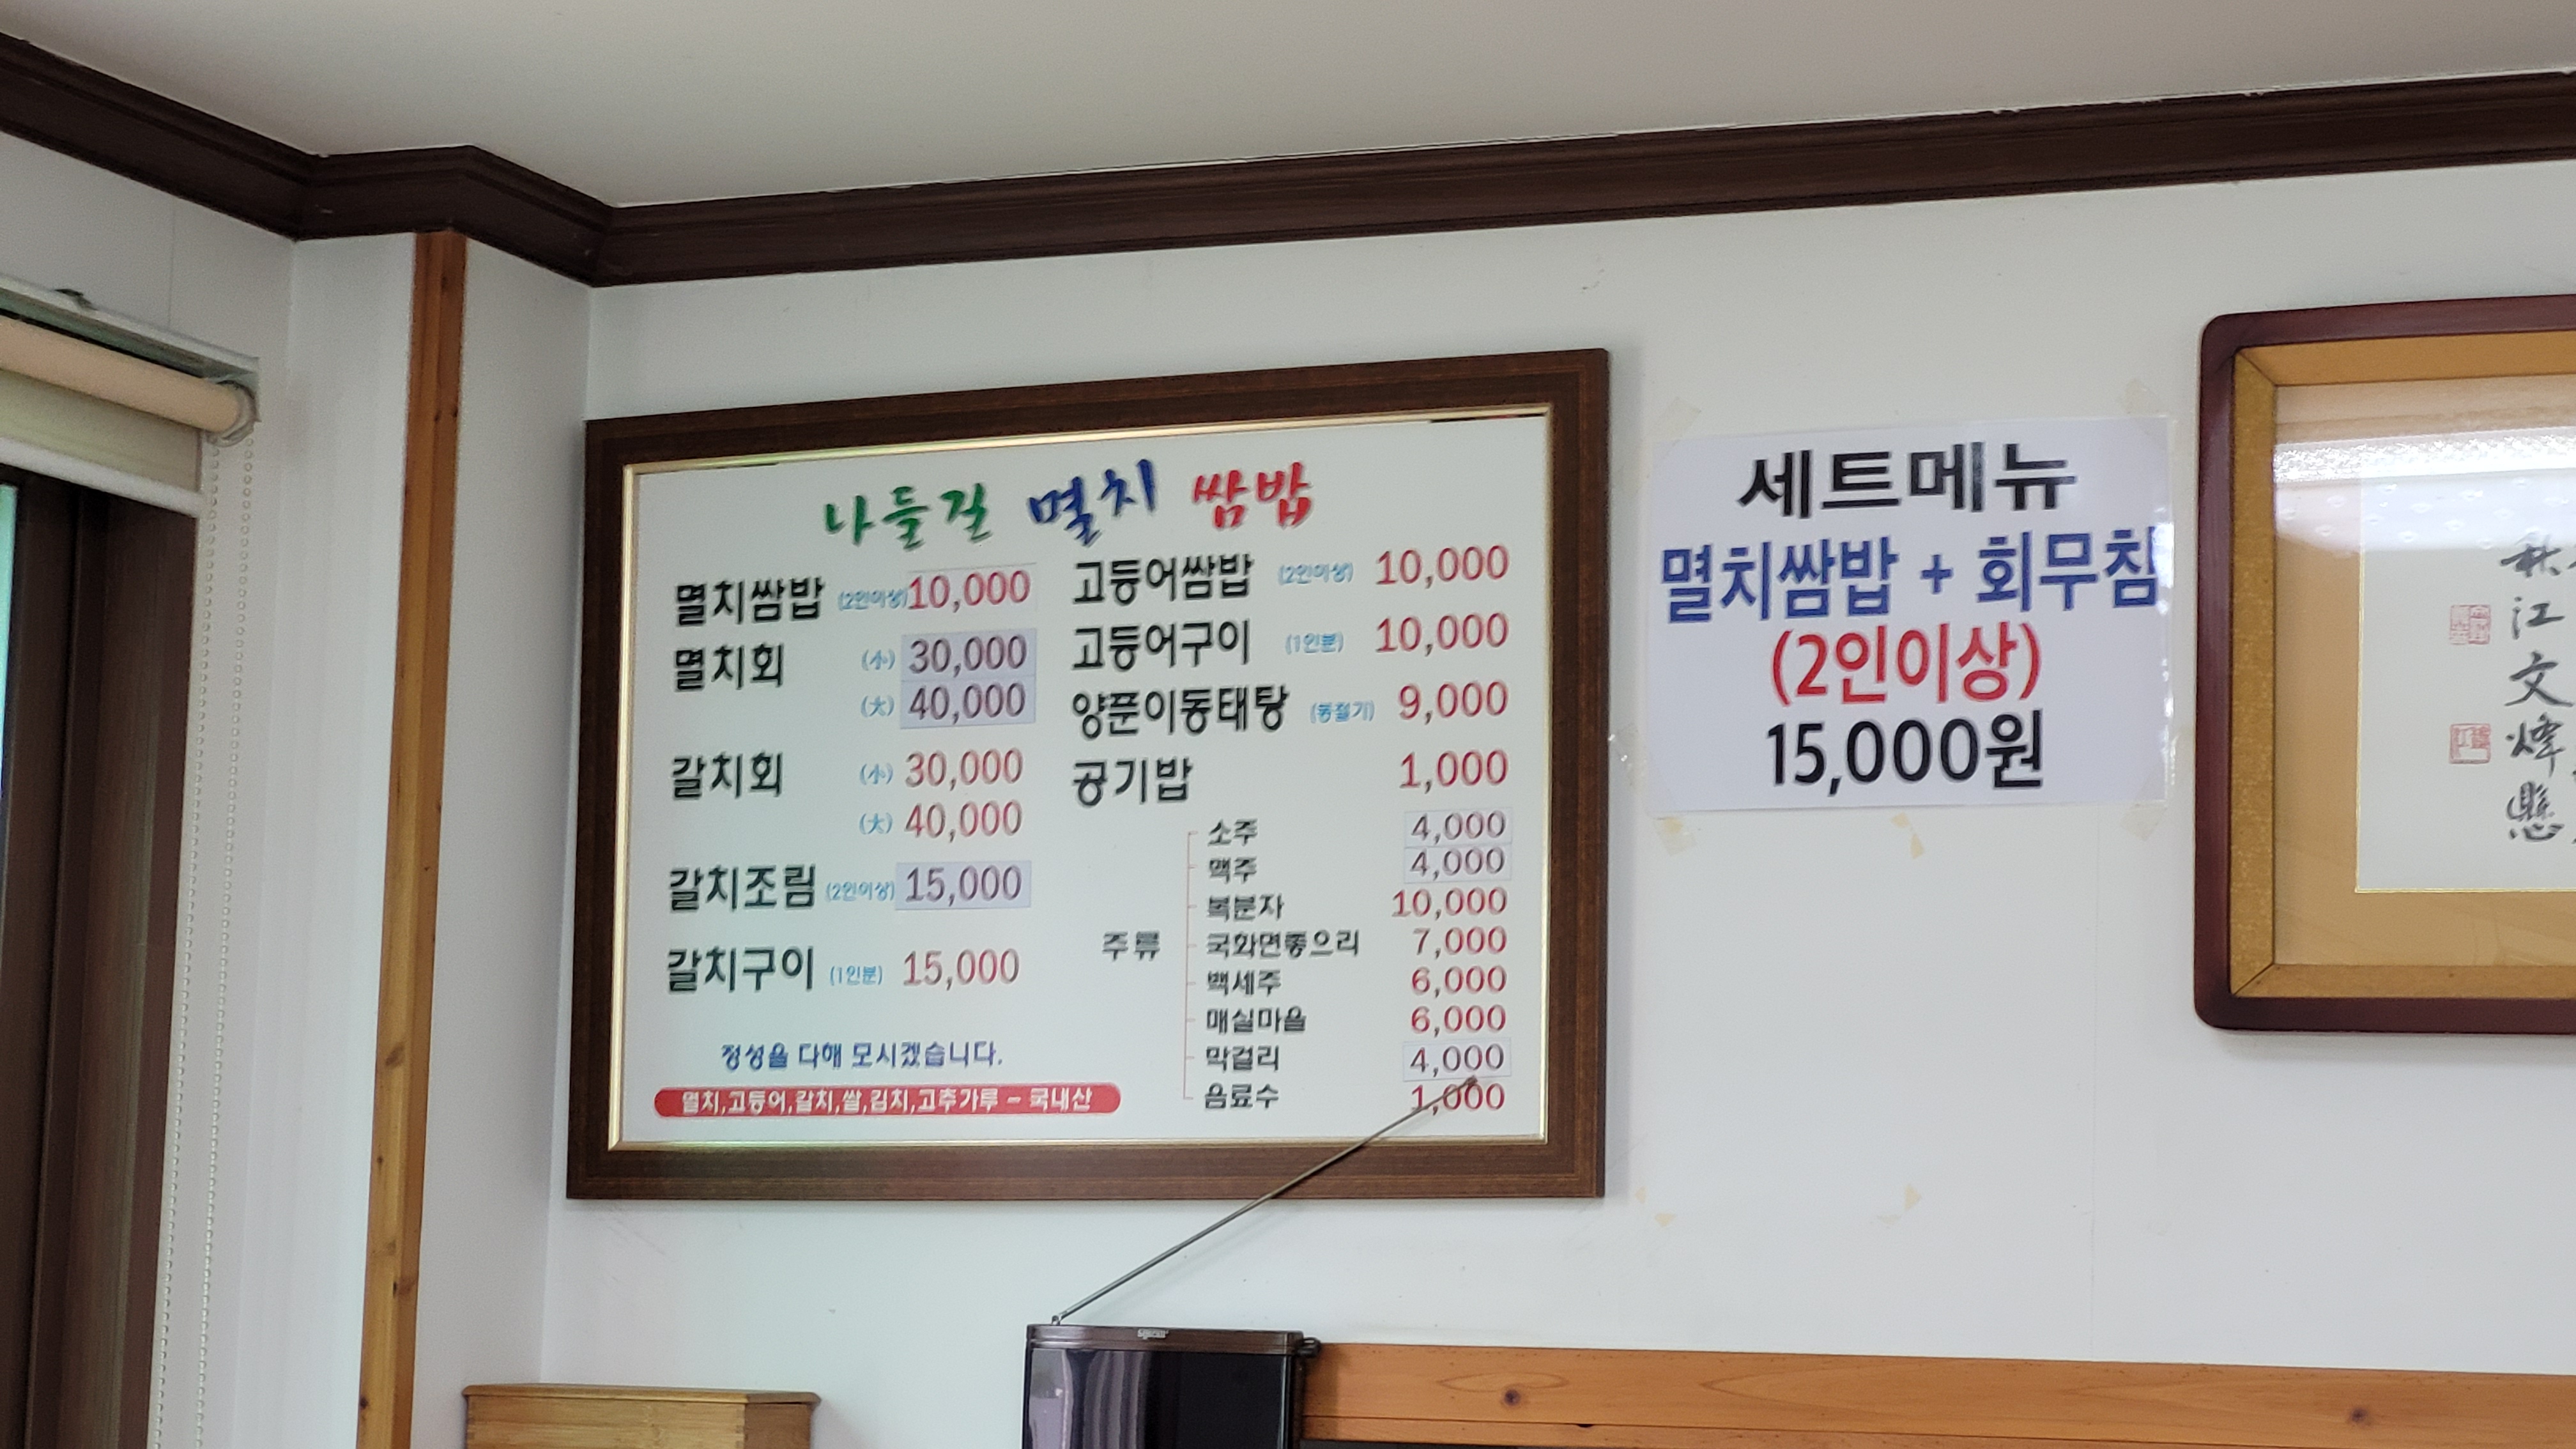 나들길 멸치 쌈밥
멸치쌈밥 (2인이상) 10,000
멸치회 (小) 30,000
(大) 40,000
갈치회 (小) 30,000
(大) 40,000
갈치조림 (2인이상) 15,000
갈치구이 (1인분) 15,000
정성을 다해 모시겠습니다.
멸치,고등어,갈치,쌀,김치,고추가루 - 국내산
고등어쌈밥 (2인이상) 10,000
고등어구이 (1인분) 10,000
양푼이동태탕 (동절기) 9,000
공기밥 1,000
주류
소주 4,000
맥주 4,000
복분자 10,000
국화면좋으리 7,000
백세주 6,000
매실마을 6,000
막걸리 4,000
음료수 1,000
세트메뉴
멸치쌈밥 + 회무침
(2인이상)
15,000원
秋江文煒懸